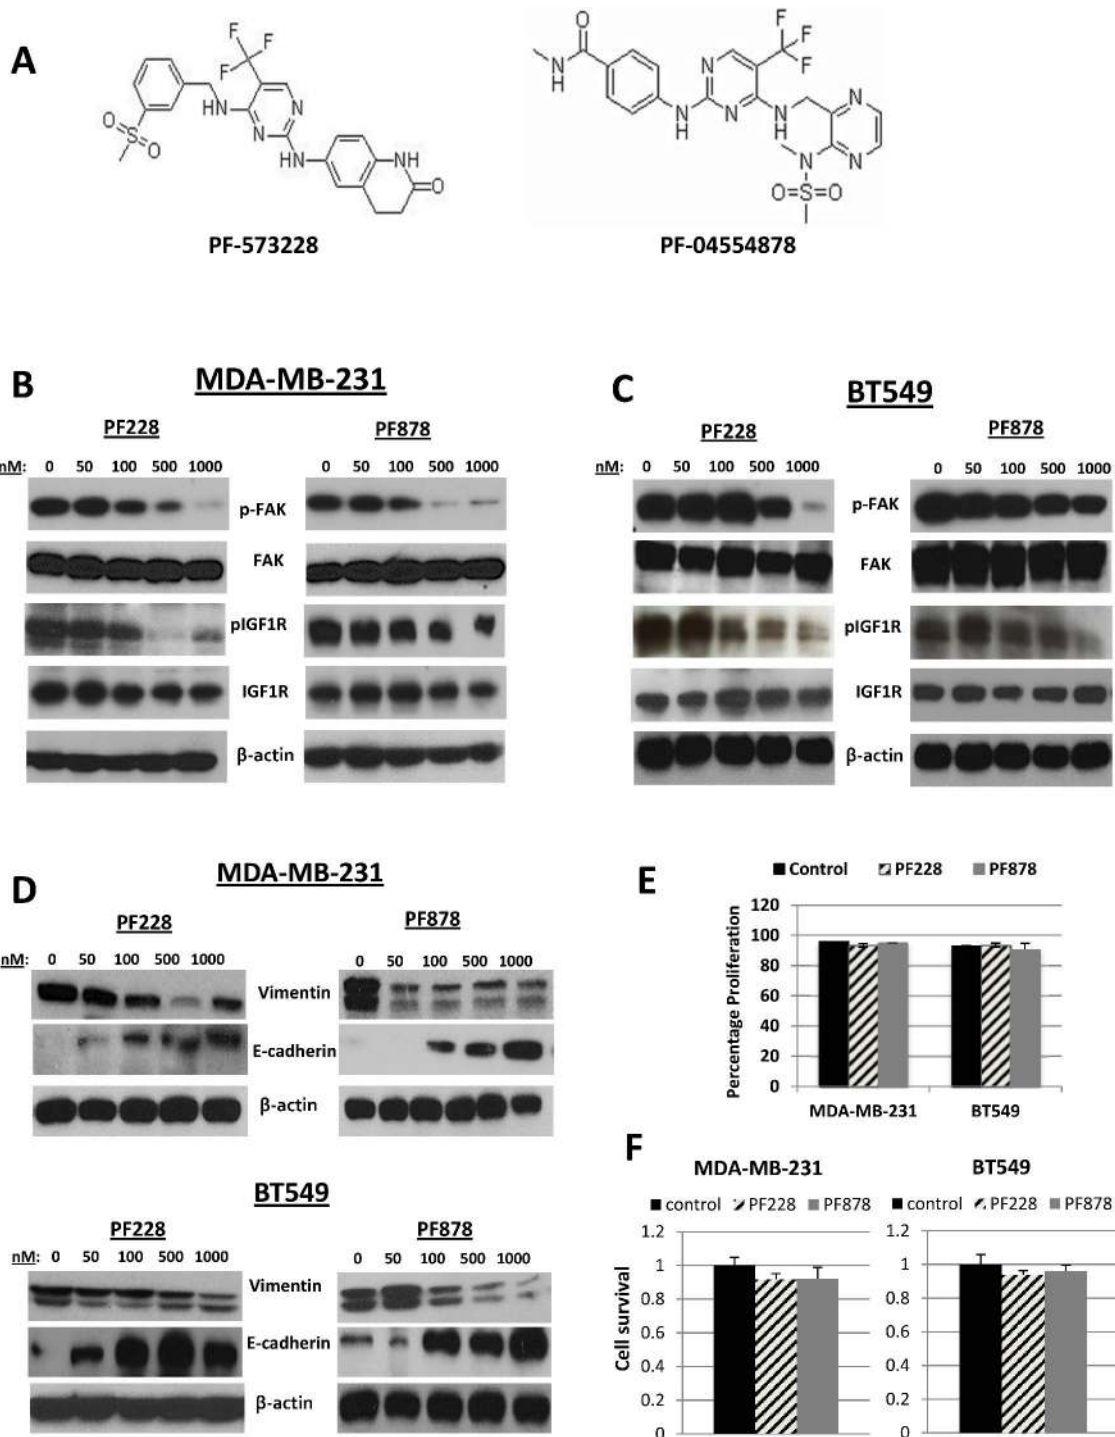 A
O
N
H
N
N
N
H
F
F
F
N
H
N
N
N
O=S=O
F
F
F
HN
N
N
HN
NH
O
O
S
O
PF-573228
PF-04554878
B
MDA-MB-231
PF228
PF878
nM: 0 50 100 500 1000
0 50 100 500 1000
p-FAK
FAK
pIGF1R
IGF1R
β-actin
C
BT549
PF228
PF878
nM: 0 50 100 500 1000
0 50 100 500 1000
p-FAK
FAK
pIGF1R
IGF1R
β-actin
D
MDA-MB-231
PF228
PF878
nM: 0 50 100 500 1000
0 50 100 500 1000
Vimentin
E-cadherin
β-actin
BT549
PF228
PF878
nM: 0 50 100 500 1000
0 50 100 500 1000
Vimentin
E-cadherin
β-actin
E
Control PF228 PF878
Percentage Proliferation
120
100
80
60
40
20
0
MDA-MB-231 BT549
F
MDA-MB-231
control PF228 PF878
Cell survival
1.2
1
0.8
0.6
0.4
0.2
0
BT549
control PF228 PF878
1.2
1
0.8
0.6
0.4
0.2
0